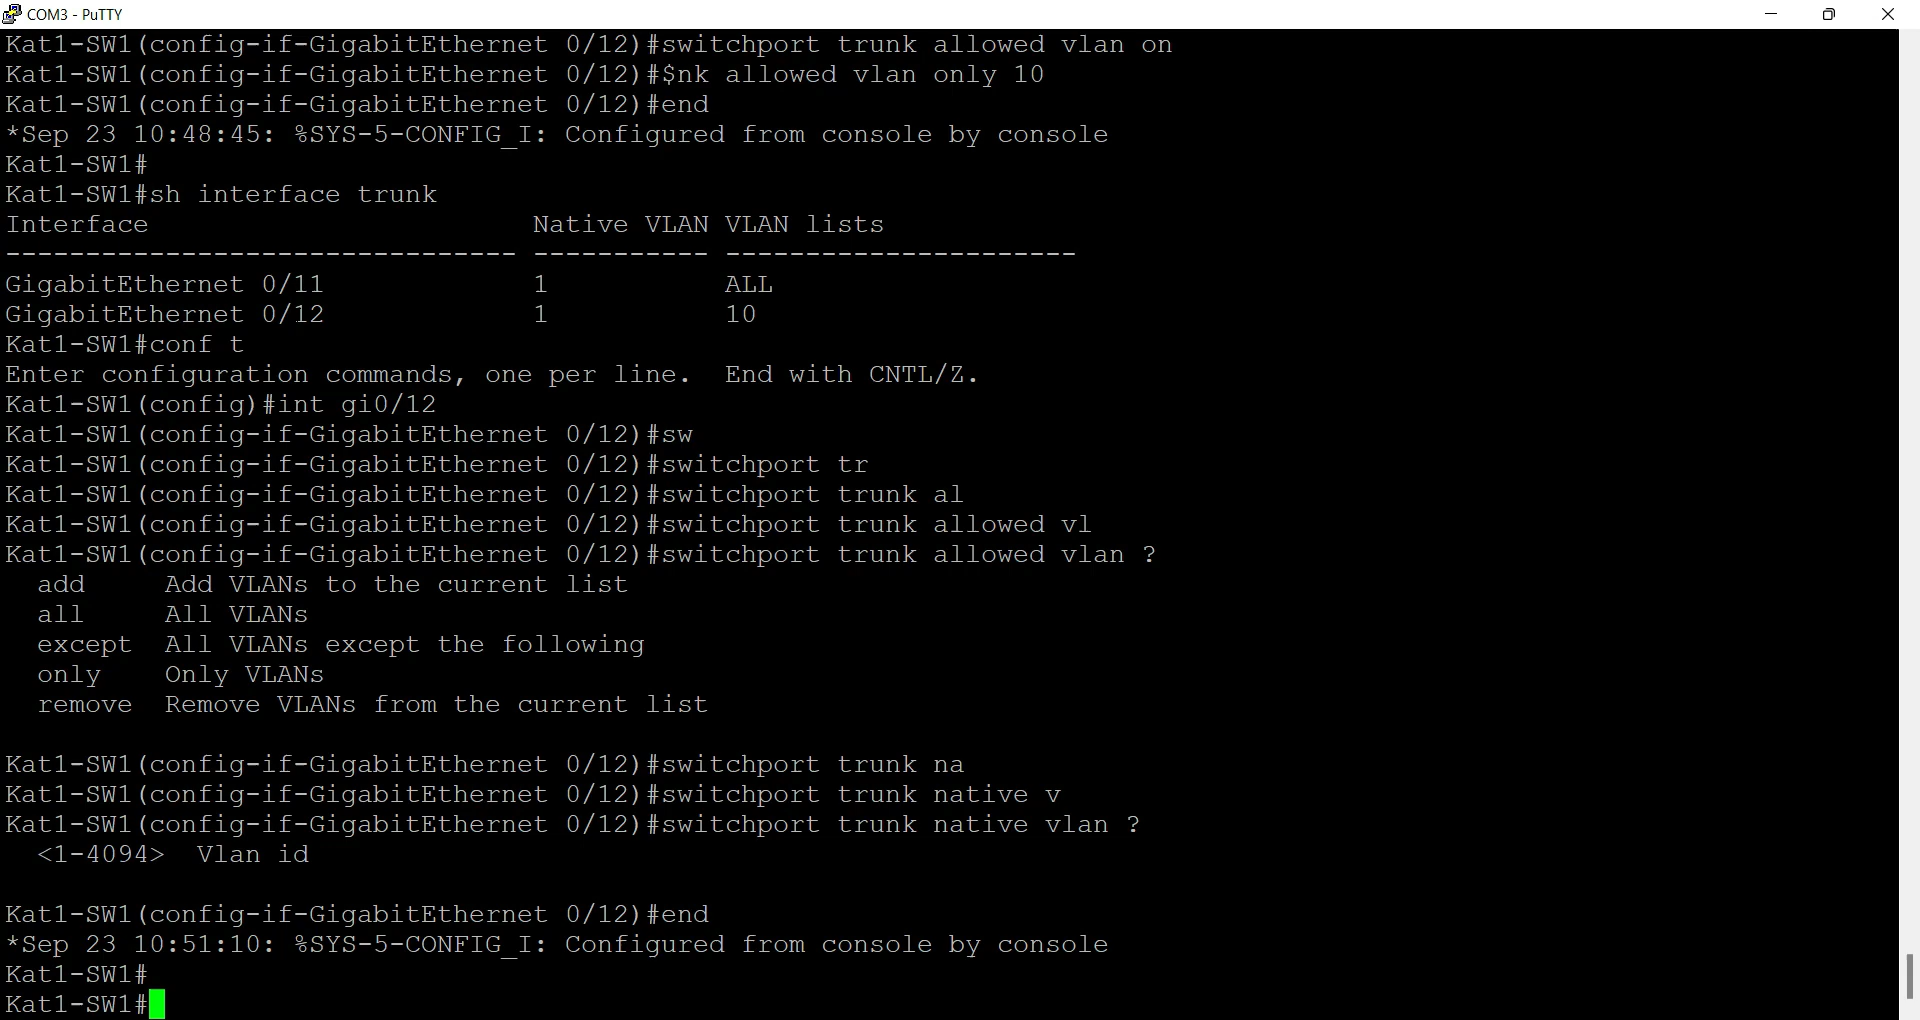 COM3 - PuTTY
Kat1-SW1(config-if-GigabitEthernet 0/12)#switchport trunk allowed vlan on
Kat1-SW1(config-if-GigabitEthernet 0/12)#$nk allowed vlan only 10
Kat1-SW1(config-if-GigabitEthernet 0/12)#end
*Sep 23 10:48:45: %SYS-5-CONFIG_I: Configured from console by console
Kat1-SW1#
Kat1-SW1#sh interface trunk
Interface                        Native VLAN VLAN lists
-------------------------------- ----------- ----------------------
GigabitEthernet 0/11             1           ALL
GigabitEthernet 0/12             1           10
Kat1-SW1#conf t
Enter configuration commands, one per line.  End with CNTL/Z.
Kat1-SW1(config)#int gi0/12
Kat1-SW1(config-if-GigabitEthernet 0/12)#sw
Kat1-SW1(config-if-GigabitEthernet 0/12)#switchport tr
Kat1-SW1(config-if-GigabitEthernet 0/12)#switchport trunk al
Kat1-SW1(config-if-GigabitEthernet 0/12)#switchport trunk allowed vl
Kat1-SW1(config-if-GigabitEthernet 0/12)#switchport trunk allowed vlan ?
  add     Add VLANs to the current list
  all     All VLANs
  except  All VLANs except the following
  only    Only VLANs
  remove  Remove VLANs from the current list
Kat1-SW1(config-if-GigabitEthernet 0/12)#switchport trunk na
Kat1-SW1(config-if-GigabitEthernet 0/12)#switchport trunk native v
Kat1-SW1(config-if-GigabitEthernet 0/12)#switchport trunk native vlan ?
  <1-4094>  Vlan id
Kat1-SW1(config-if-GigabitEthernet 0/12)#end
*Sep 23 10:51:10: %SYS-5-CONFIG_I: Configured from console by console
Kat1-SW1#
Kat1-SW1#